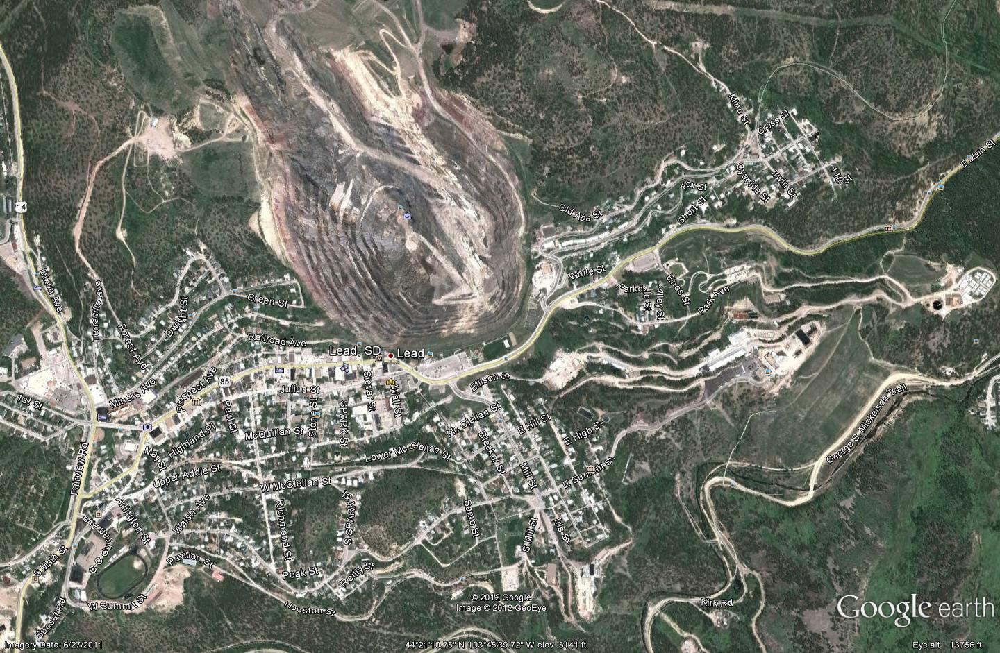 Mine St
Cross St
E Main St
11th St
Irwin St
Cyanide St
Fox St
Short St
Old Abe St
14
Dixon Ave
Terraville Ave
Forest Ave
Dwight St
Green St
White St
Parkdale St
Alley St
Enos St
Park Ave
Railroad Ave
Lead, SD
Lead
85
Miners Ave
Prospect Ave
1st St
Julius St
Siever St
Wall St
Ellison St
George S. Mickelson Trail
Paul St
Stone St
SPARK St
McQuillan St
Highland Pl
Mc Clellan St
E Hill St
E High St
Bleeker St
May St
Lower Mc Clellan St
Fairview Rd
Upper Addie St
W McClellan St
Mill St
E Summit St
Arlington St
Walsh Ave
Richmond St
S SPARK St
Samo St
S Mill St
Iris St
S Main St
Pavilion St
Peak St
Reilly St
W Summit St
Houston St
Sunset Rd
Kirk Rd
© 2012 Google
Image © 2012 GeoEye
Google earth
Imagery Date: 6/27/2011
44°21'10.75" N 103°45'39.72" W elev 5141 ft
Eye alt 13756 ft